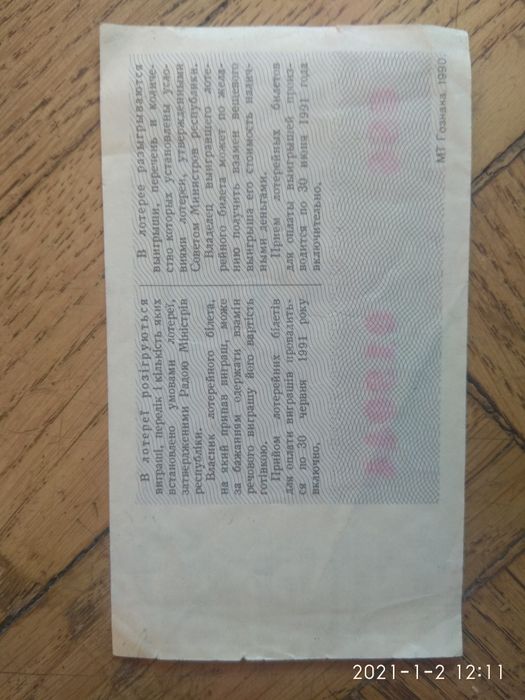 В лотереї розігруються
виграші, перелік і кількість яких
встановлено умовами лотереї,
затвердженими Радою Міністрів
республіки.
Власник лотерейного білета,
на який припав виграш, може
за бажанням одержати взамін
речового виграшу його вартість
готівкою.
Прийом лотерейних білетів
для оплати виграшів провадить-
ся по 30 червня 1991 року
включно.
В лотерее разыгрываются
выигрыши, перечень и количе-
ство которых установлены усло-
виями лотереи, утвержденными
Советом Министров республики.
Владелец выигравшего лоте-
рейного билета может по жела-
нию получить взамен вещевого
выигрыша его стоимость налич-
ными деньгами.
Прием лотерейных билетов
для оплаты выигрышей произ-
водится по 30 июня 1991 года
включительно.
МТ Гознака 1990.
2021-1-2 12:11